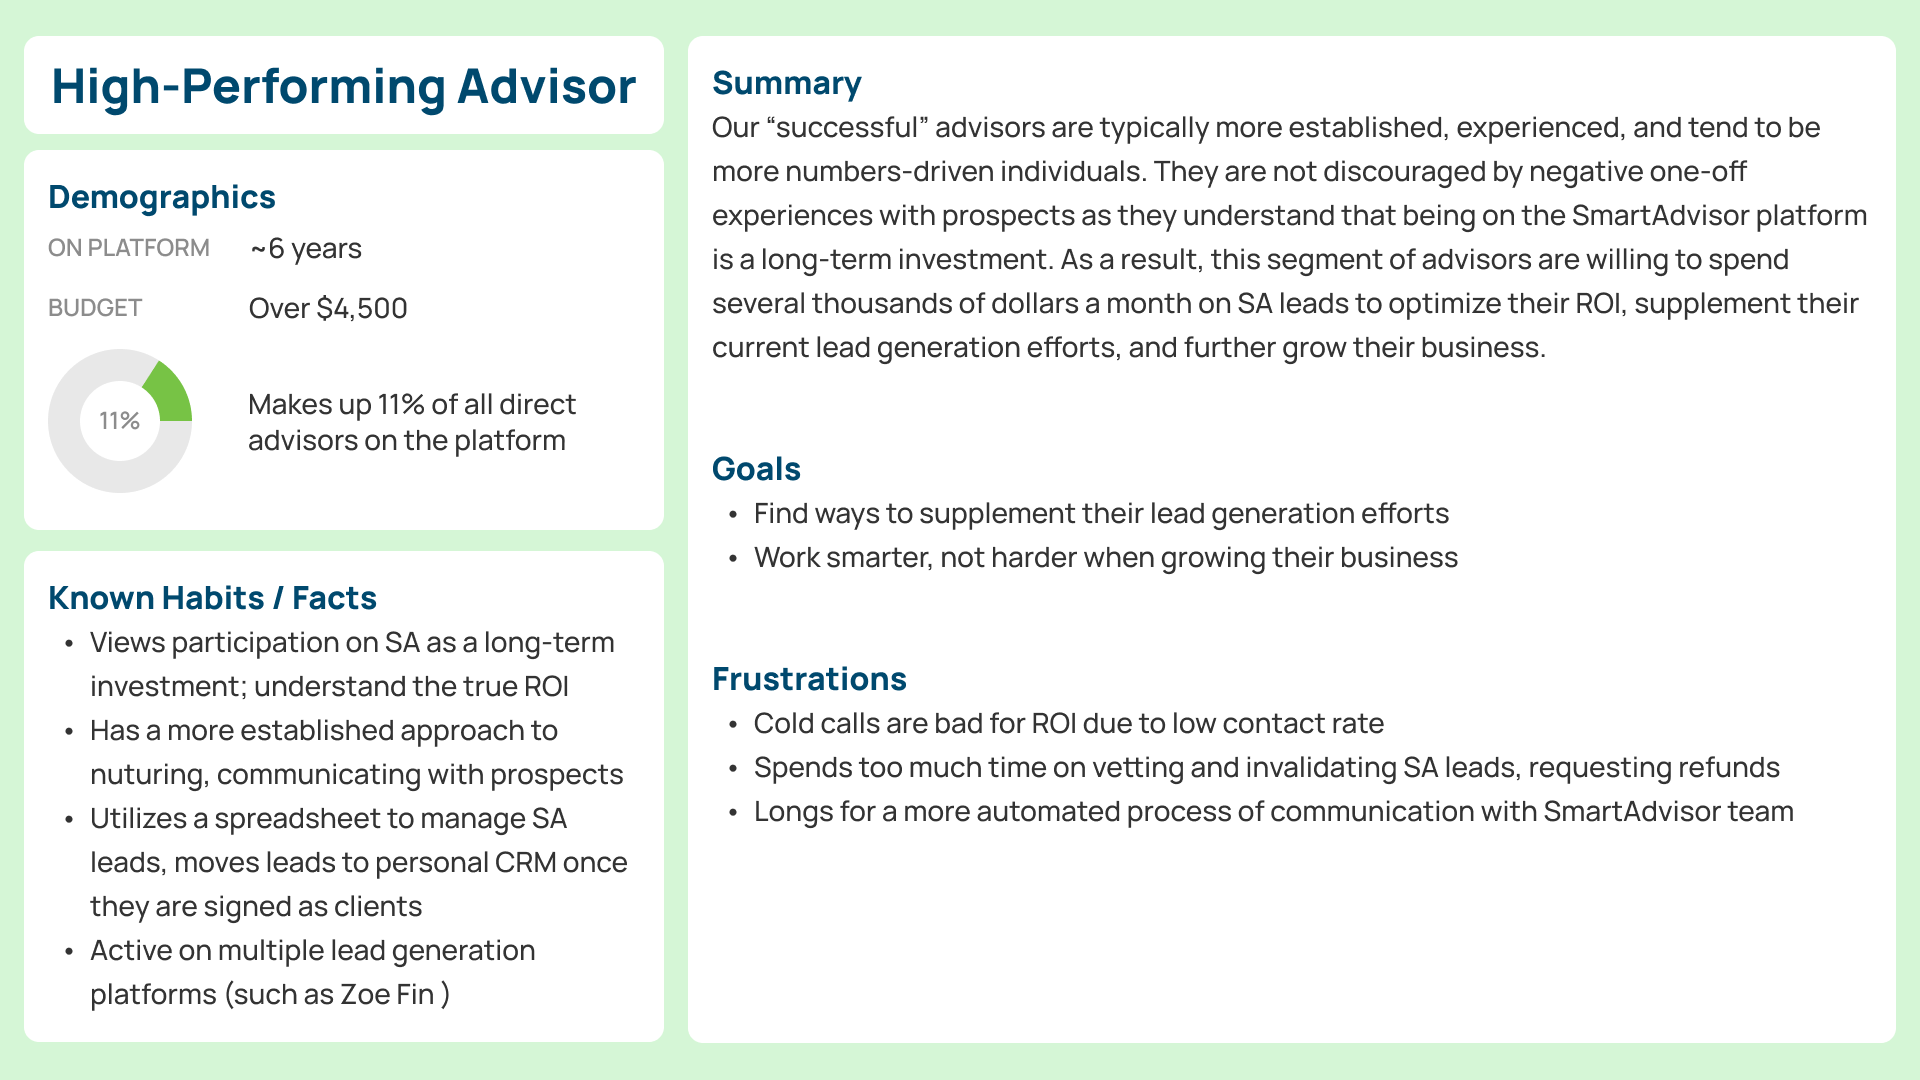 High-Performing Advisor
Demographics
ON PLATFORM ~6 years
BUDGET Over $4,500
11%
Makes up 11% of all direct
advisors on the platform
Known Habits / Facts
• Views participation on SA as a long-term
investment; understand the true ROI
• Has a more established approach to
nuturing, communicating with prospects
• Utilizes a spreadsheet to manage SA
leads, moves leads to personal CRM once
they are signed as clients
• Active on multiple lead generation
platforms (such as Zoe Fin )
Summary
Our “successful” advisors are typically more established, experienced, and tend to be
more numbers-driven individuals. They are not discouraged by negative one-off
experiences with prospects as they understand that being on the SmartAdvisor platform
is a long-term investment. As a result, this segment of advisors are willing to spend
several thousands of dollars a month on SA leads to optimize their ROI, supplement their
current lead generation efforts, and further grow their business.
Goals
• Find ways to supplement their lead generation efforts
• Work smarter, not harder when growing their business
Frustrations
• Cold calls are bad for ROI due to low contact rate
• Spends too much time on vetting and invalidating SA leads, requesting refunds
• Longs for a more automated process of communication with SmartAdvisor team